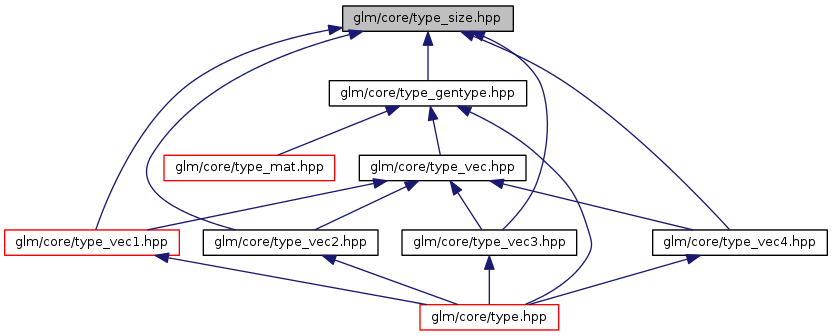 glm/core/type_size.hpp
glm/core/type_gentype.hpp
glm/core/type_mat.hpp
glm/core/type_vec.hpp
glm/core/type_vec1.hpp
glm/core/type_vec2.hpp
glm/core/type_vec3.hpp
glm/core/type_vec4.hpp
glm/core/type.hpp